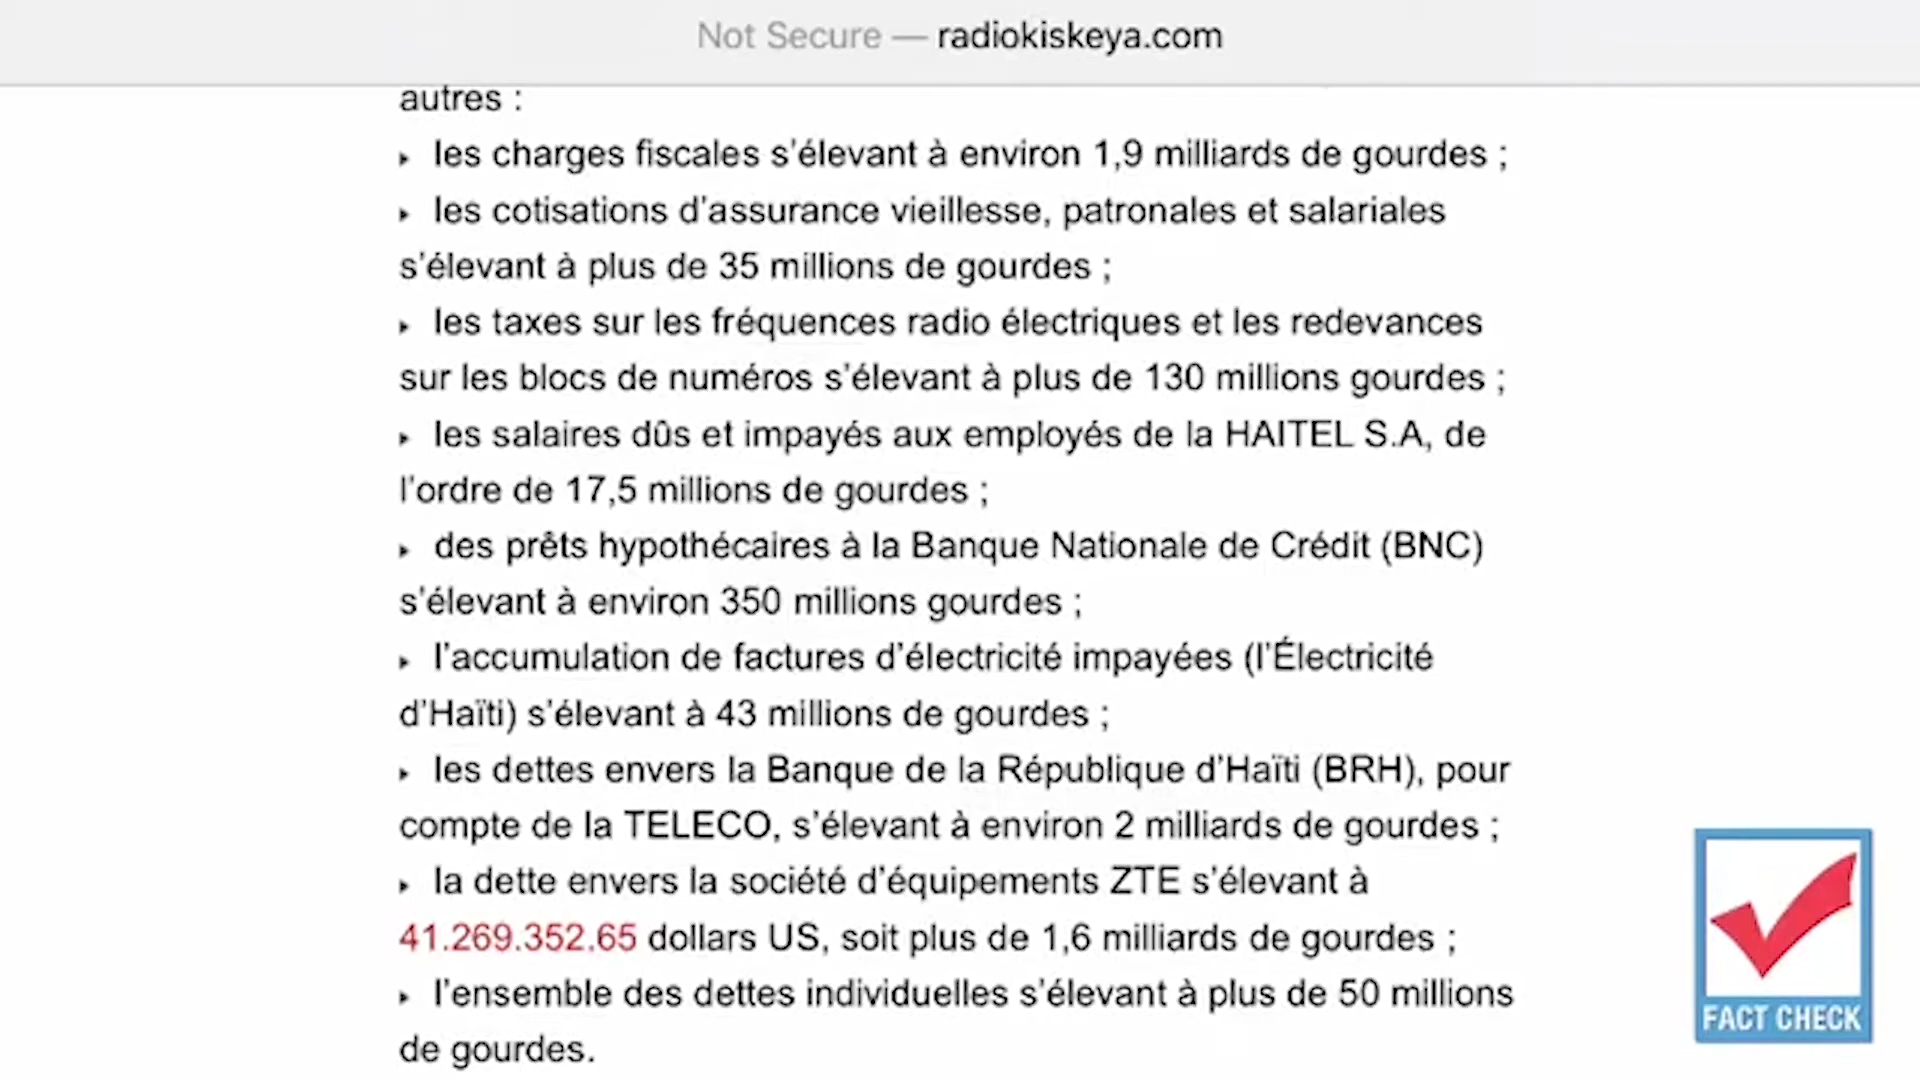 Not Secure — radiokiskeya.com
autres :
▸ les charges fiscales s’élevant à environ 1,9 milliards de gourdes ;
▸ les cotisations d’assurance vieillesse, patronales et salariales
s’élevant à plus de 35 millions de gourdes ;
▸ les taxes sur les fréquences radio électriques et les redevances
sur les blocs de numéros s’élevant à plus de 130 millions gourdes ;
▸ les salaires dûs et impayés aux employés de la HAITEL S.A, de
l’ordre de 17,5 millions de gourdes ;
▸ des prêts hypothécaires à la Banque Nationale de Crédit (BNC)
s’élevant à environ 350 millions gourdes ;
▸ l’accumulation de factures d’électricité impayées (l’Électricité
d’Haïti) s’élevant à 43 millions de gourdes ;
▸ les dettes envers la Banque de la République d’Haïti (BRH), pour
compte de la TELECO, s’élevant à environ 2 milliards de gourdes ;
▸ la dette envers la société d’équipements ZTE s’élevant à
41.269.352.65 dollars US, soit plus de 1,6 milliards de gourdes ;
▸ l’ensemble des dettes individuelles s’élevant à plus de 50 millions
de gourdes.
FACT CHECK